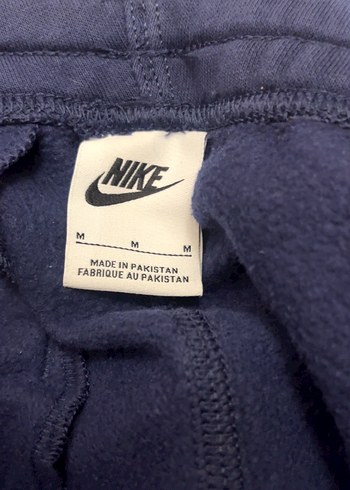 NIKE
M M M
MADE IN PAKISTAN
FABRIQUE AU PAKISTAN